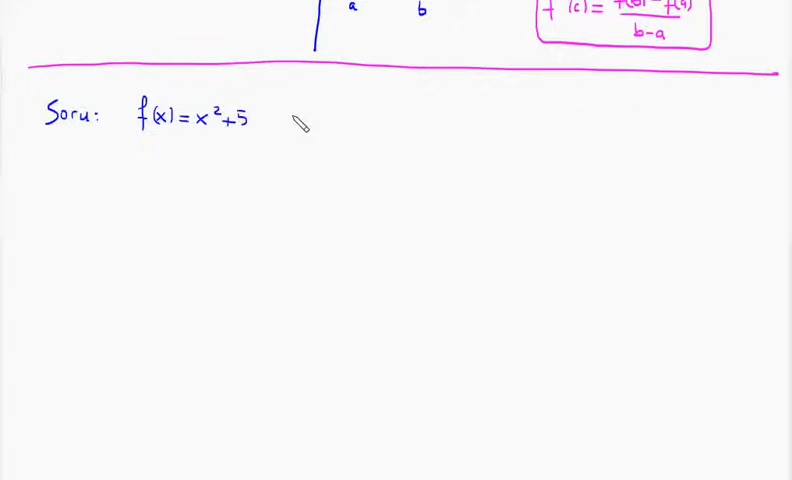 a b
f'(c) = f(b) - f(a)
b-a
Soru: f(x) = x²+5